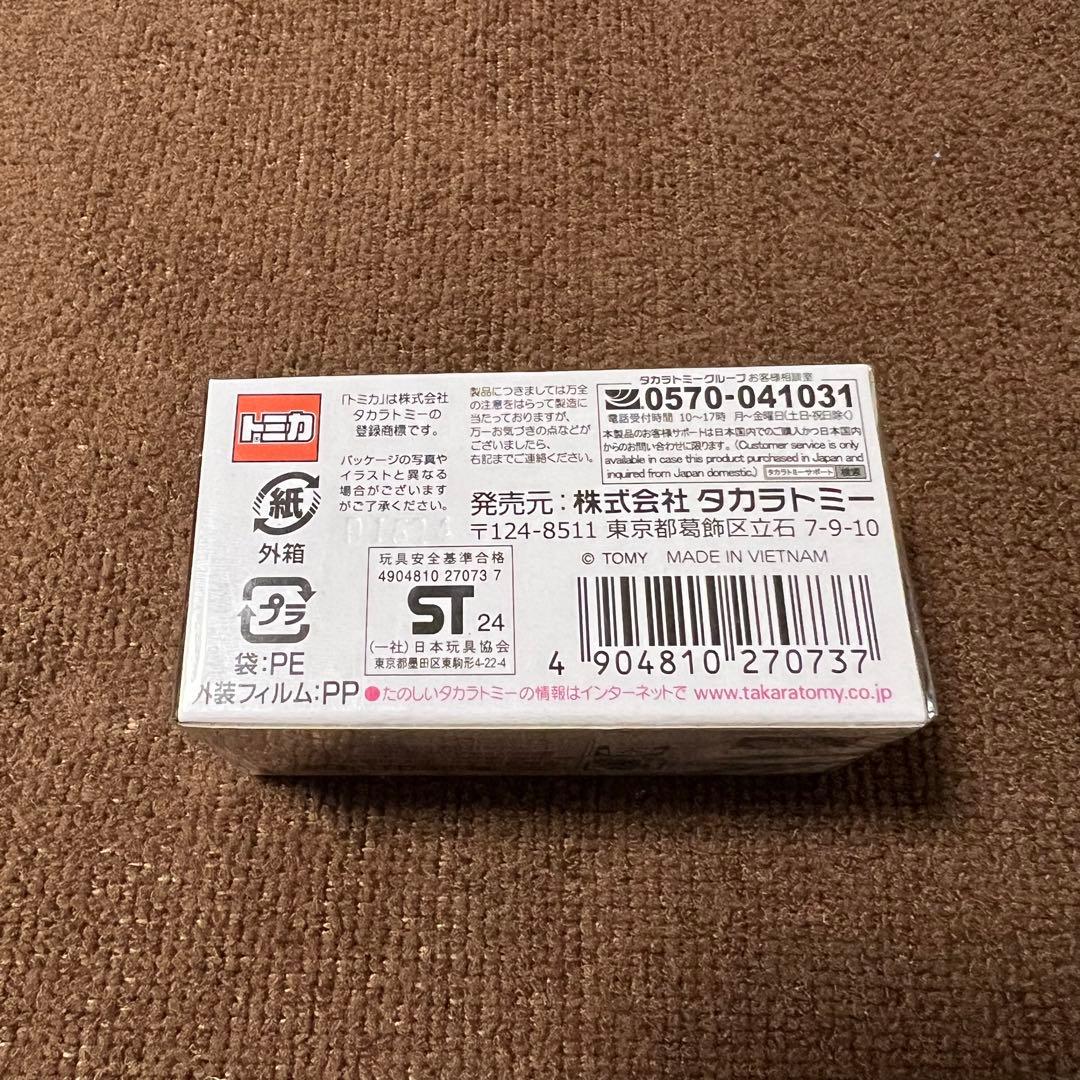 トミカ
「トミカ」は株式会社
タカラトミーの
登録商標です。
パッケージの写真や
イラストと異なる
場合がございます
がご了承ください。
製品につきましては万全
の注意をはらって製造に
当たっておりますが、
万一お気づきの点などが
ございましたら、
右記までご連絡ください。
タカラトミーグループ お客様相談室
0570-041031
電話受付時間 10〜17時 月〜金曜日(土日・祝日除く)
本製品のお客様サポートは日本国内でのご購入かつ日本国内
からのお問い合わせに限ります。(Customer service is only
available in case this product purchased in Japan and
inquired from Japan domestic.) タカラトミーサポート 検索
発売元:株式会社 タカラトミー
〒124-8511 東京都葛飾区立石 7-9-10
© TOMY MADE IN VIETNAM
紙
外箱
プラ
袋:PE
外装フィルム:PP
玩具安全基準合格
4904810 27073 7
ST 24
(一社)日本玩具協会
東京都墨田区東駒形4-22-4
4 904810 270737
●たのしいタカラトミーの情報はインターネットで www.takaratomy.co.jp